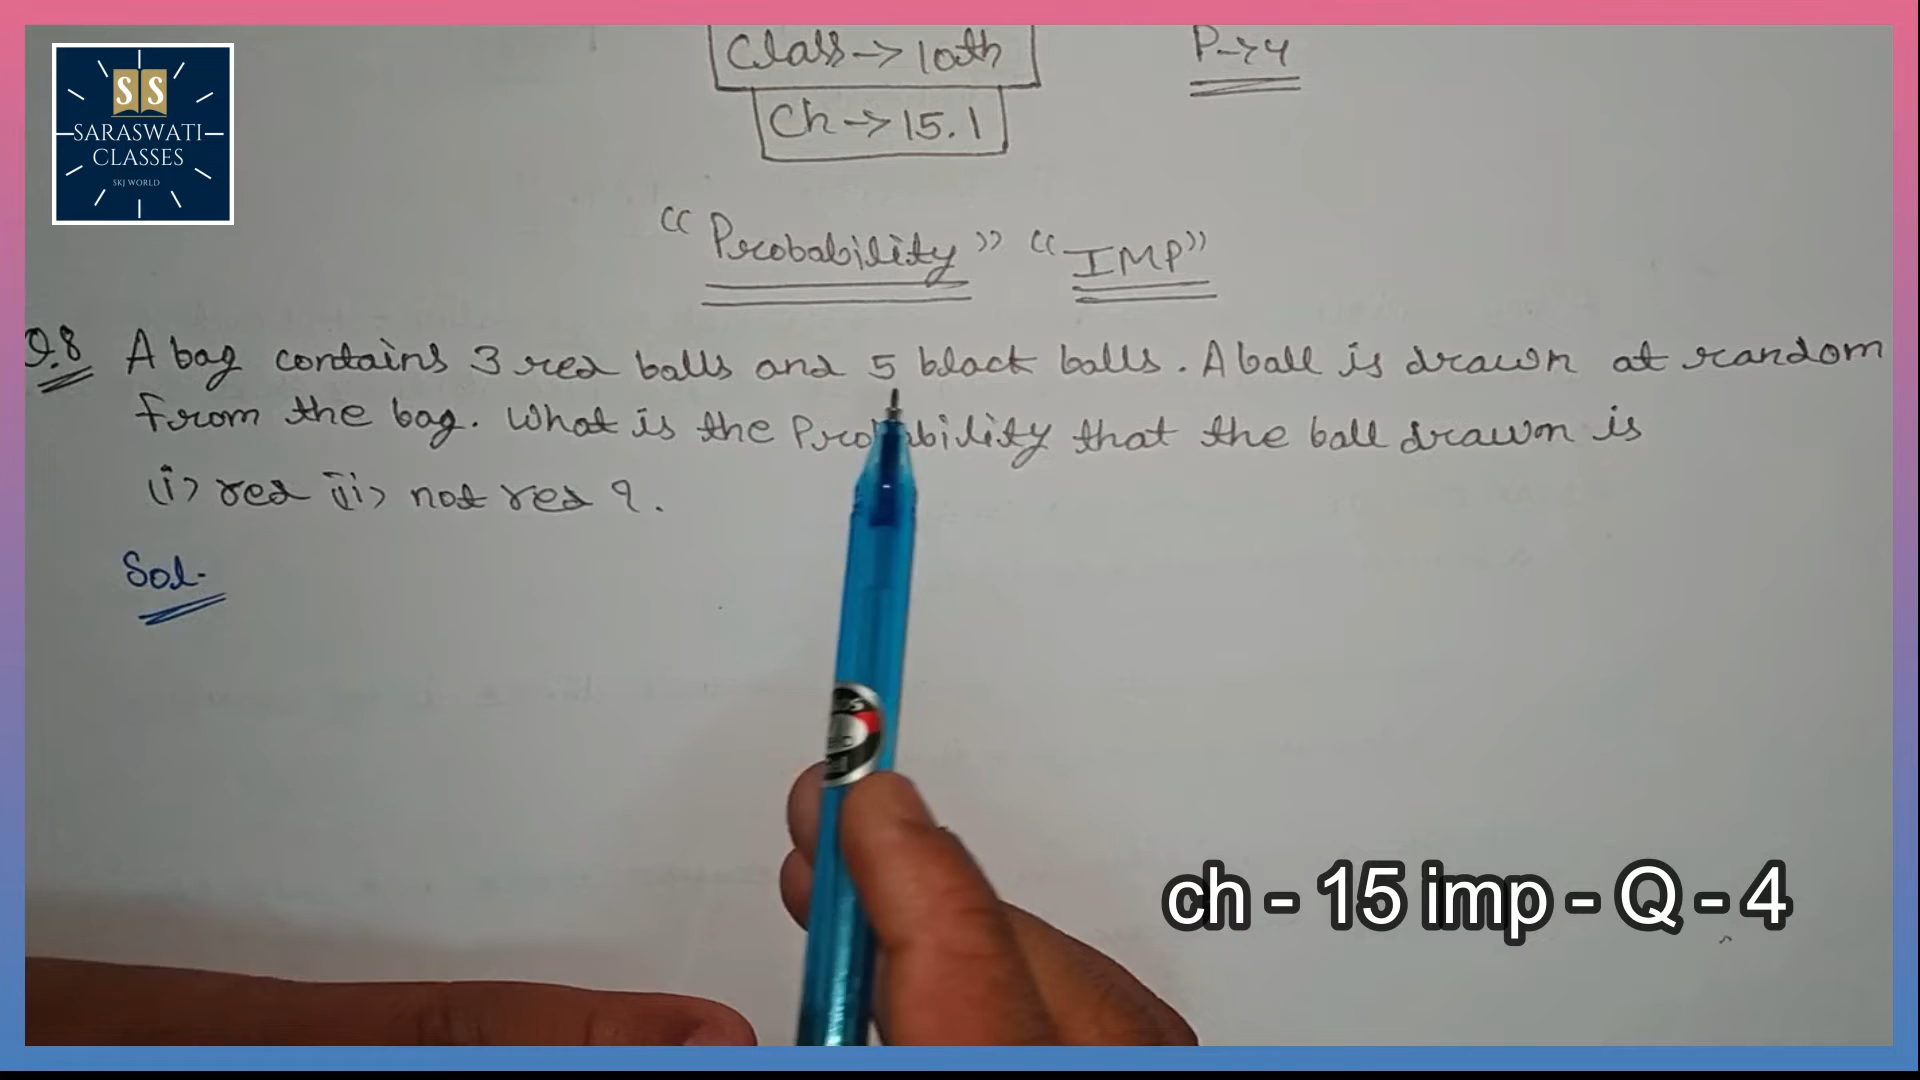 Class → 10th
P → 4
Ch → 15.1
SS
SARASWATI
CLASSES
SKJ WORLD
"Probability" "IMP"
Q.8 A bag contains 3 red balls and 5 black balls. A ball is drawn at random
from the bag. What is the Probability that the ball drawn is
(i) red (ii) not red ?.
Sol.
ch - 15 imp - Q - 4